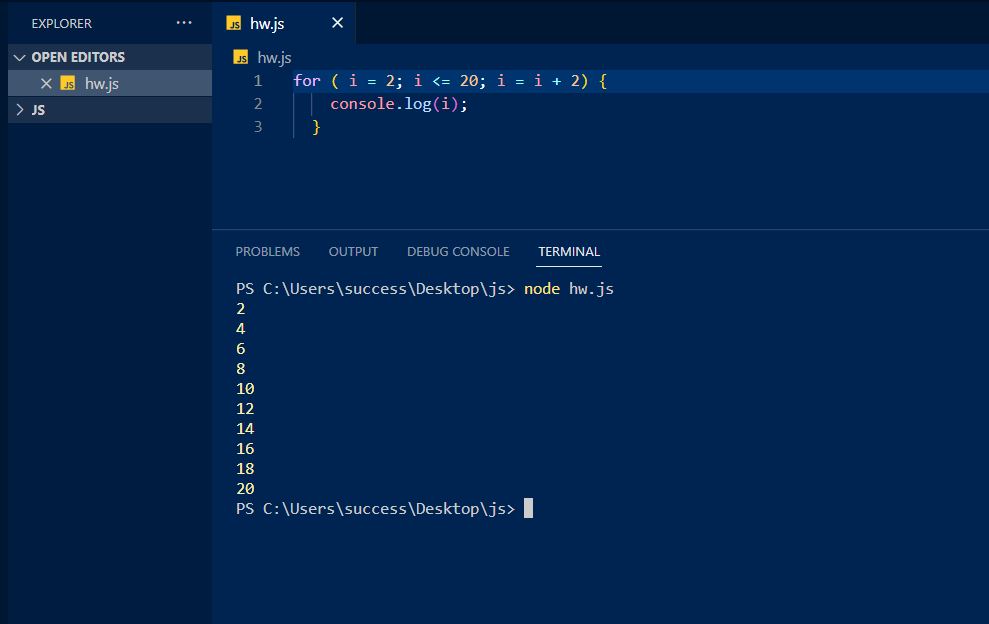 EXPLORER ...
OPEN EDITORS
JS hw.js
JS
JS hw.js
JS hw.js
1 for ( i = 2; i <= 20; i = i + 2) {
2 console.log(i);
3 }
PROBLEMS OUTPUT DEBUG CONSOLE TERMINAL
PS C:\Users\success\Desktop\js> node hw.js
2
4
6
8
10
12
14
16
18
20
PS C:\Users\success\Desktop\js>